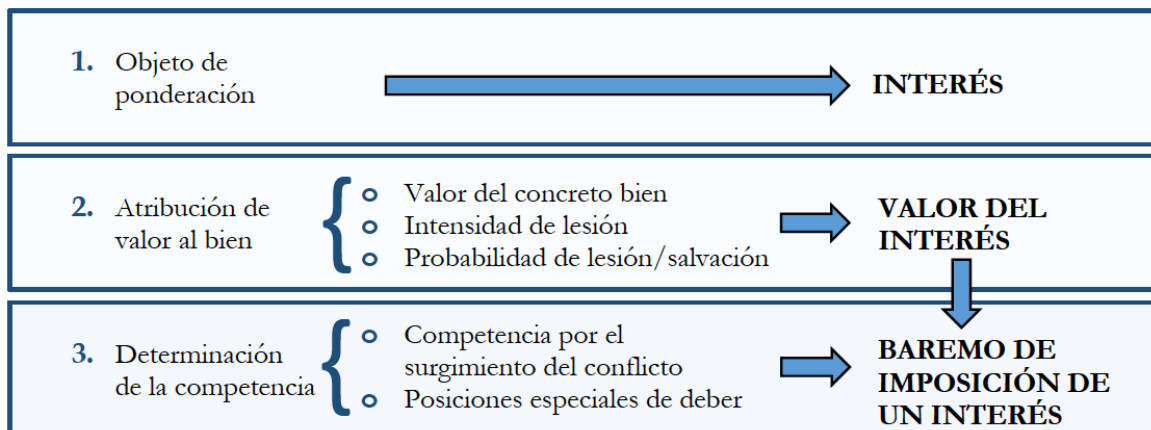 1. Objeto de
ponderación
INTERÉS
2. Atribución de
valor al bien
Valor del concreto bien
Intensidad de lesión
Probabilidad de lesión/salvación
VALOR DEL
INTERÉS
3. Determinación
de la competencia
Competencia por el
surgimiento del conflicto
Posiciones especiales de deber
BAREMO DE
IMPOSICIÓN DE
UN INTERÉS